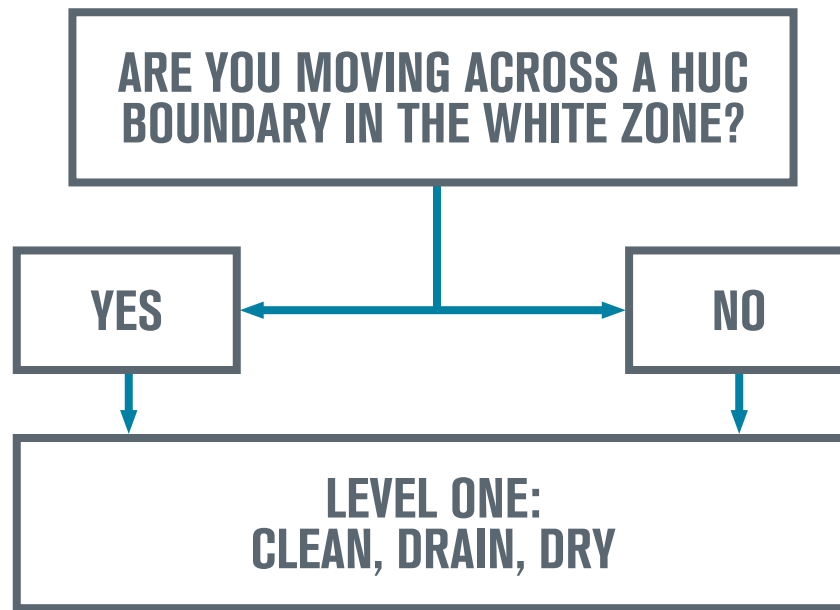 ARE YOU MOVING ACROSS A HUC
BOUNDARY IN THE WHITE ZONE?
YES
NO
LEVEL ONE:
CLEAN, DRAIN, DRY